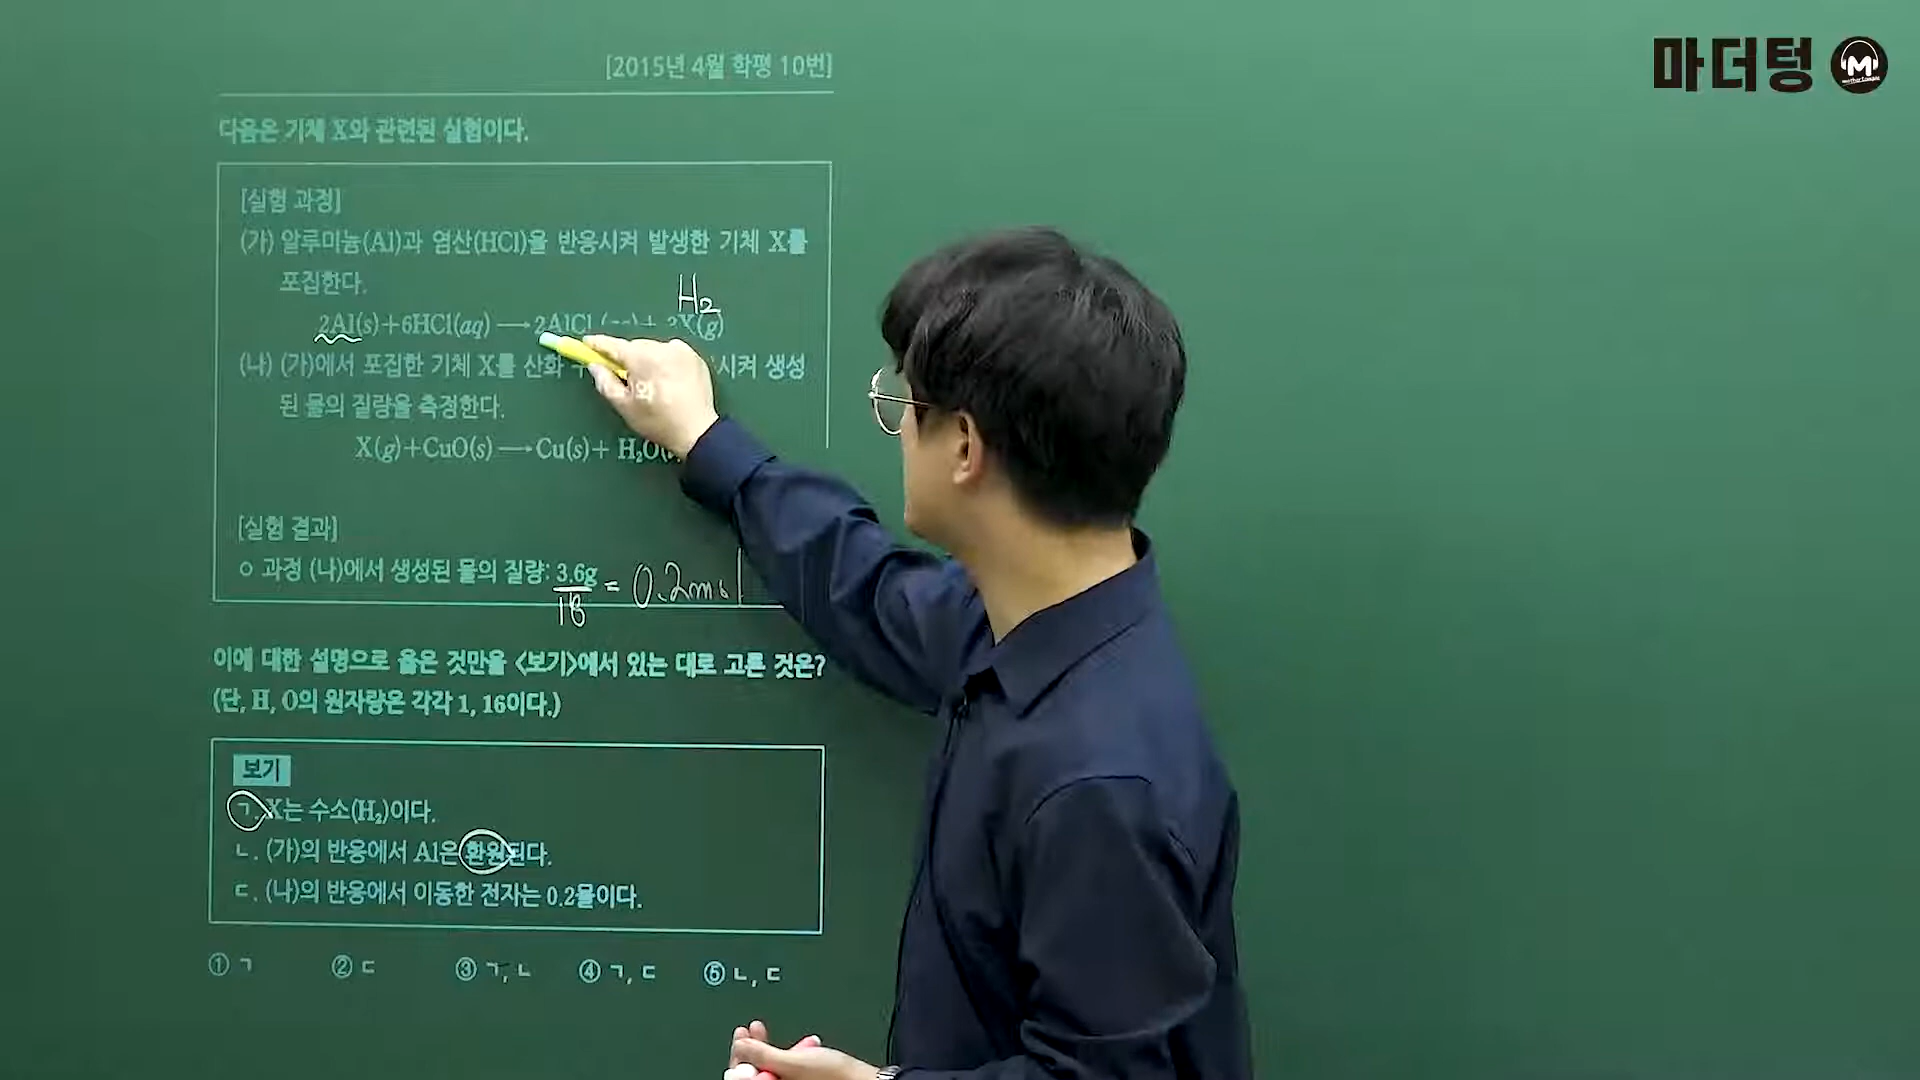 마더텅
[2015년 4월 학평 10번]
다음은 기체 X와 관련된 실험이다.
[실험 과정]
(가) 알루미늄(Al)과 염산(HCl)을 반응시켜 발생한 기체 X를
포집한다.
H₂
2Al(s)+6HCl(aq) → 2AlCl + 3X(g)
(나) (가)에서 포집한 기체 X를 산화 시켜 생성
된 물의 질량을 측정한다.
X(g)+CuO(s) → Cu(s)+ H₂O
[실험 결과]
○ 과정 (나)에서 생성된 물의 질량: 3.6g
18
= 0.2mol
이에 대한 설명으로 옳은 것만을 <보기>에서 있는 대로 고른 것은?
(단, H, O의 원자량은 각각 1, 16이다.)
보기
ㄱ. X는 수소(H₂)이다.
ㄴ. (가)의 반응에서 Al은 환원된다.
ㄷ. (나)의 반응에서 이동한 전자는 0.2몰이다.
① ㄱ ② ㄷ ③ ㄱ, ㄴ ④ ㄱ, ㄷ ⑤ ㄴ, ㄷ